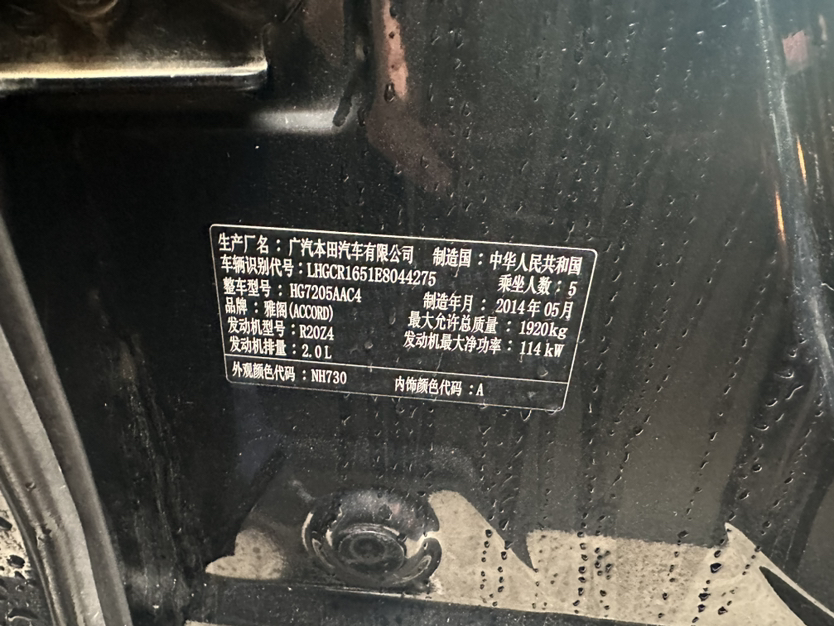 生产厂名：广汽本田汽车有限公司 制造国：中华人民共和国
车辆识别代号：LHGCR1651E8044275 乘坐人数：5
整车型号：HG7205AAC4 制造年月：2014年05月
品牌：雅阁(ACCORD) 最大允许总质量：1920kg
发动机型号：R20Z4 发动机最大净功率：114kW
发动机排量：2.0L
外观颜色代码：NH730 内饰颜色代码：A